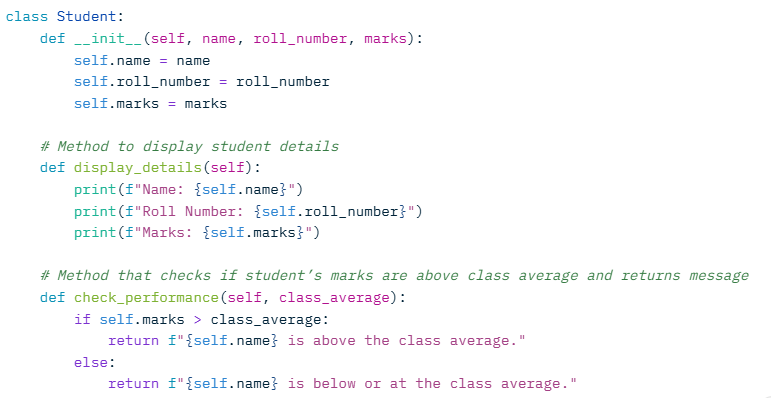 class Student:
    def __init__(self, name, roll_number, marks):
        self.name = name
        self.roll_number = roll_number
        self.marks = marks

    # Method to display student details
    def display_details(self):
        print(f"Name: {self.name}")
        print(f"Roll Number: {self.roll_number}")
        print(f"Marks: {self.marks}")

    # Method that checks if student’s marks are above class average and returns message
    def check_performance(self, class_average):
        if self.marks > class_average:
            return f"{self.name} is above the class average."
        else:
            return f"{self.name} is below or at the class average."